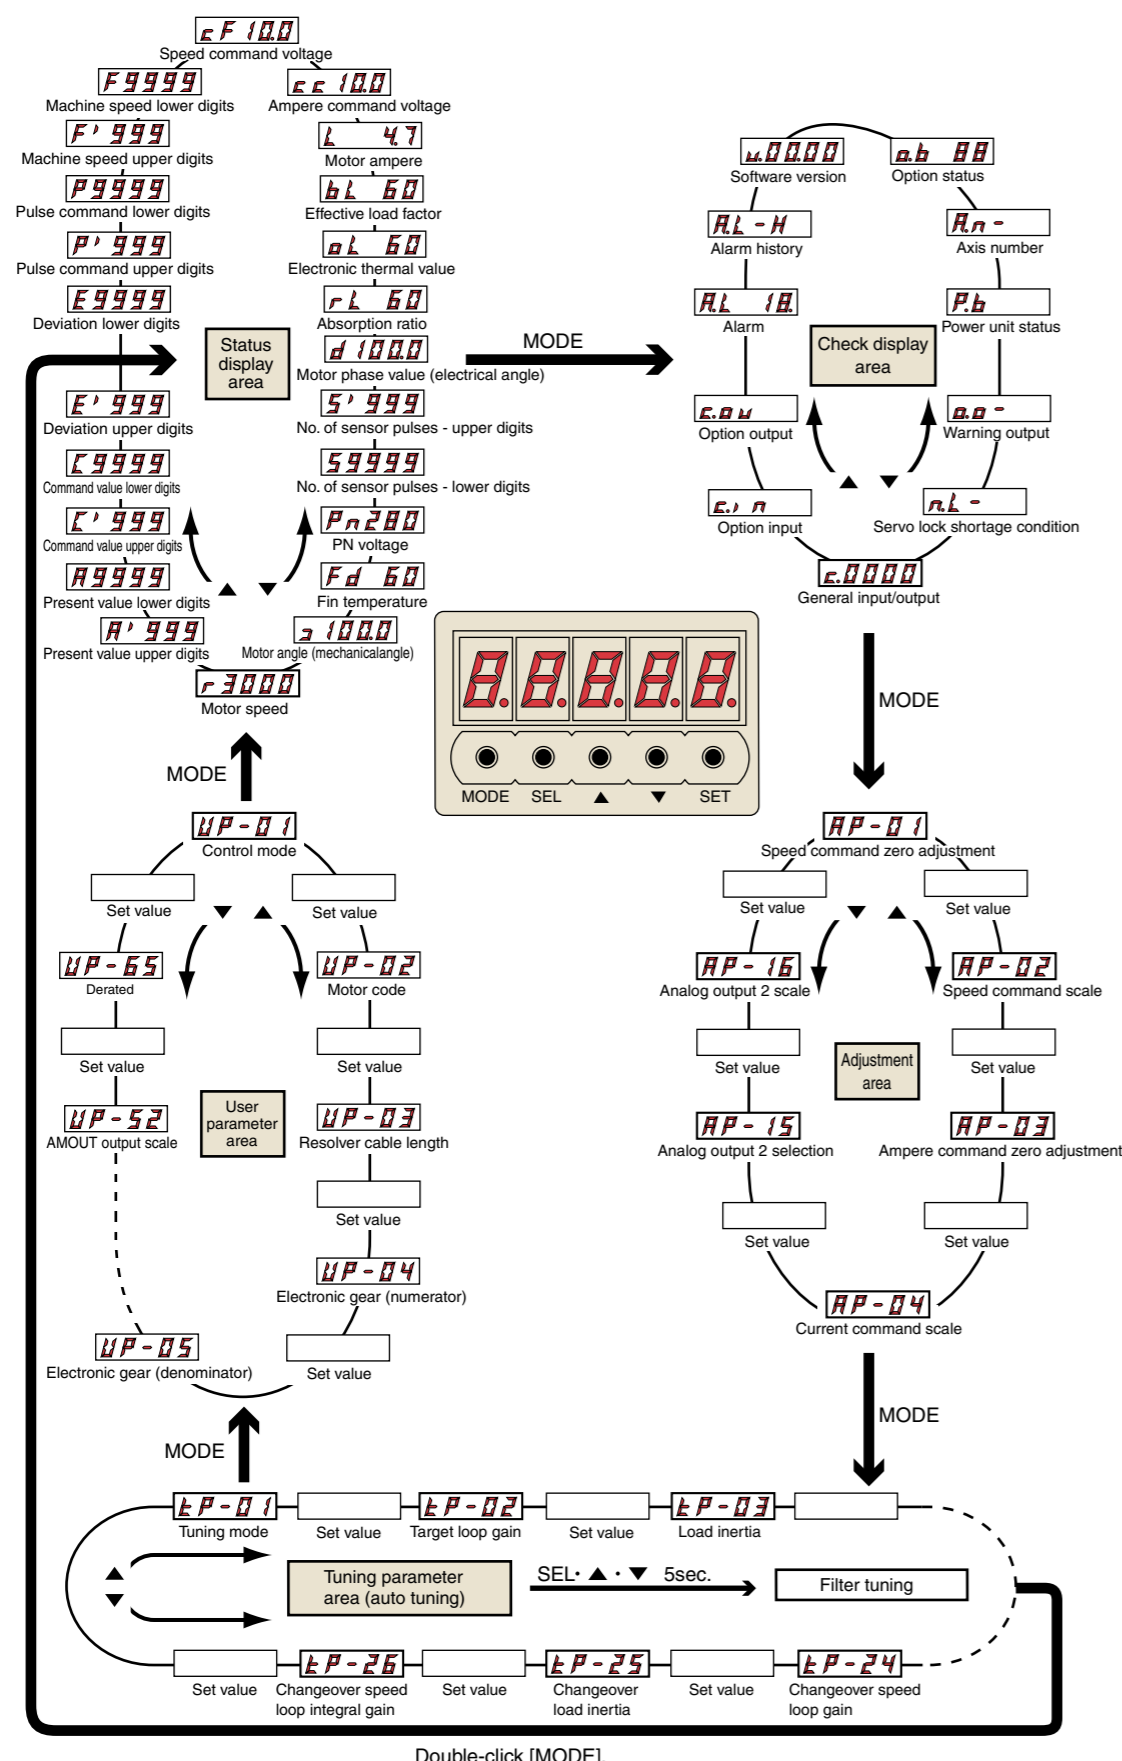 cF 10.0
Speed command voltage
F9999
Machine speed lower digits
F' 999
Machine speed upper digits
P9999
Pulse command lower digits
P' 999
Pulse command upper digits
E9999
Deviation lower digits
E' 999
Deviation upper digits
C9999
Command value lower digits
C' 999
Command value upper digits
A9999
Present value lower digits
A' 999
Present value upper digits
r3000
Motor speed
cc 10.0
Ampere command voltage
L 4.7
Motor ampere
bL 60
Effective load factor
oL 60
Electronic thermal value
rL 60
Absorption ratio
d 100.0
Motor phase value (electrical angle)
S' 999
No. of sensor pulses - upper digits
S9999
No. of sensor pulses - lower digits
Pn280
PN voltage
Fd 60
Fin temperature
100.0
Motor angle (mechanicalangle)
Status
display
area
MODE
u.00.00
Software version
o.b 88
Option status
A.L - H
Alarm history
A.n -
Axis number
A.L 18.
Alarm
P.b
Power unit status
Check display
area
c.o u
Option output
o.o -
Warning output
c.i n
Option input
n.L -
Servo lock shortage condition
c.0000
General input/output
MODE
8.8.8.8.8.
MODE SEL ▲ ▼ SET
MODE
UP-01
Control mode
Set value
Set value
UP-65
Derated
UP-02
Motor code
Set value
Set value
UP-52
AMOUT output scale
User
parameter
area
UP-03
Resolver cable length
Set value
UP-04
Electronic gear (numerator)
UP-05
Electronic gear (denominator)
Set value
MODE
AP-01
Speed command zero adjustment
Set value
Set value
AP-16
Analog output 2 scale
AP-02
Speed command scale
Set value
Adjustment
area
Set value
AP-15
Analog output 2 selection
AP-03
Ampere command zero adjustment
Set value
Set value
AP-04
Current command scale
MODE
tP-01
Tuning mode
Set value
tP-02
Target loop gain
Set value
tP-03
Load inertia
Tuning parameter
area (auto tuning)
SEL・▲・▼ 5sec.
Filter tuning
Set value
tP-26
Changeover speed
loop integral gain
Set value
tP-25
Changeover
load inertia
Set value
tP-24
Changeover speed
loop gain
Double-click [MODE].